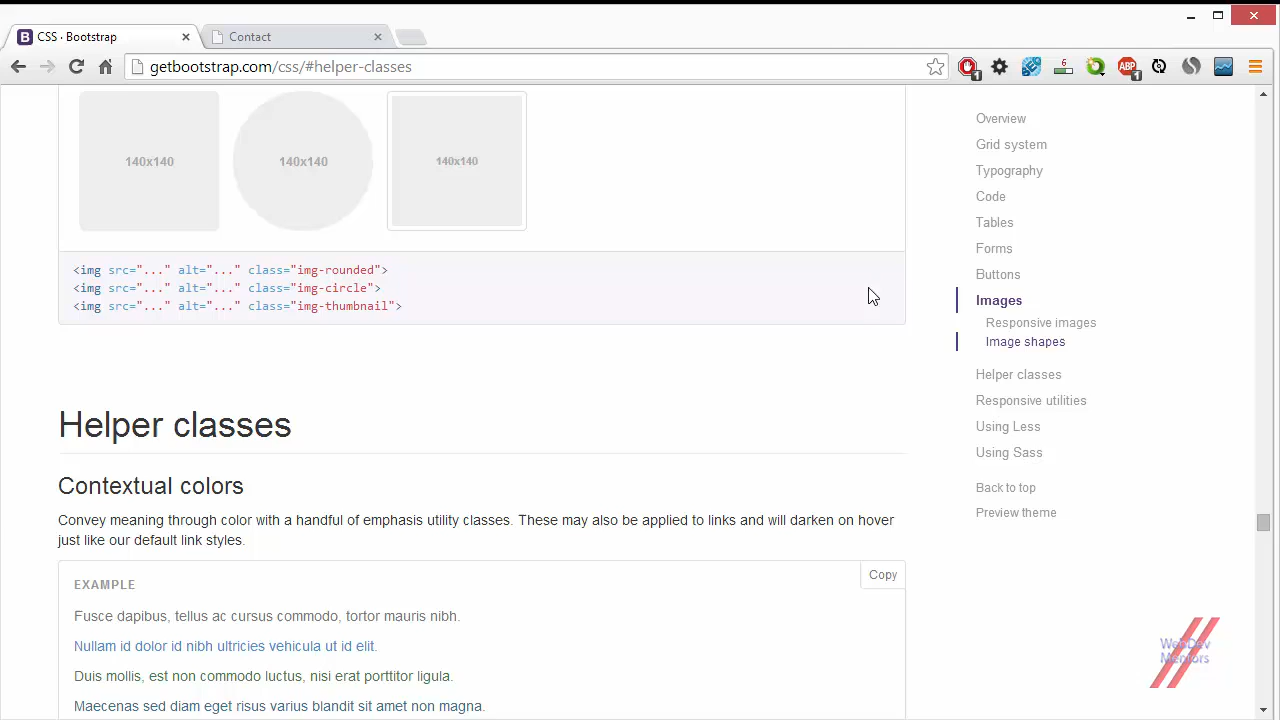 CSS · Bootstrap
Contact
getbootstrap.com/css/#helper-classes
1
6
1
140x140
140x140
140x140
<img src="..." alt="..." class="img-rounded">
<img src="..." alt="..." class="img-circle">
<img src="..." alt="..." class="img-thumbnail">
Helper classes
Contextual colors
Convey meaning through color with a handful of emphasis utility classes. These may also be applied to links and will darken on hover
just like our default link styles.
EXAMPLE
Copy
Fusce dapibus, tellus ac cursus commodo, tortor mauris nibh.
Nullam id dolor id nibh ultricies vehicula ut id elit.
Duis mollis, est non commodo luctus, nisi erat porttitor ligula.
Maecenas sed diam eget risus varius blandit sit amet non magna.
Overview
Grid system
Typography
Code
Tables
Forms
Buttons
Images
Responsive images
Image shapes
Helper classes
Responsive utilities
Using Less
Using Sass
Back to top
Preview theme
WebDev
Mentors